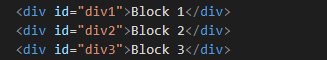 <div id="div1">Block 1</div>
<div id="div2">Block 2</div>
<div id="div3">Block 3</div>